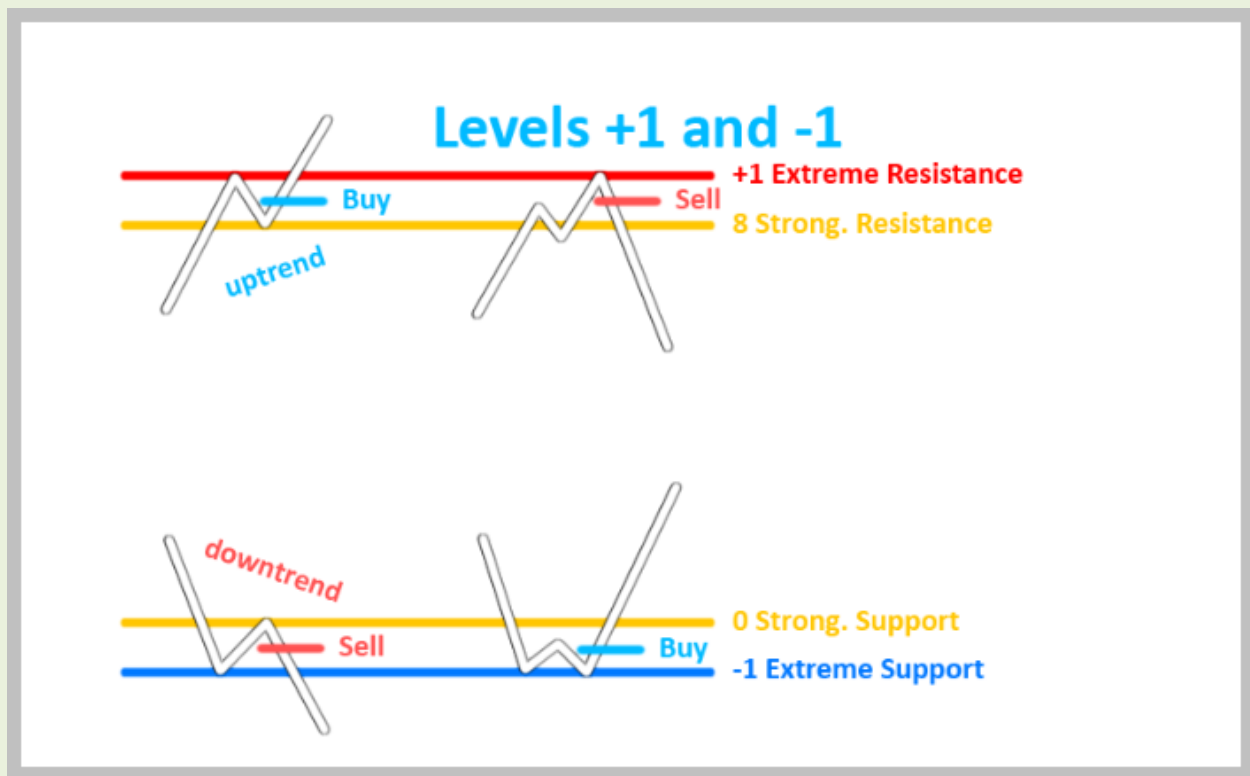 Levels +1 and -1
+1 Extreme Resistance
Buy
Sell
8 Strong. Resistance
uptrend
downtrend
0 Strong. Support
Sell
Buy
-1 Extreme Support